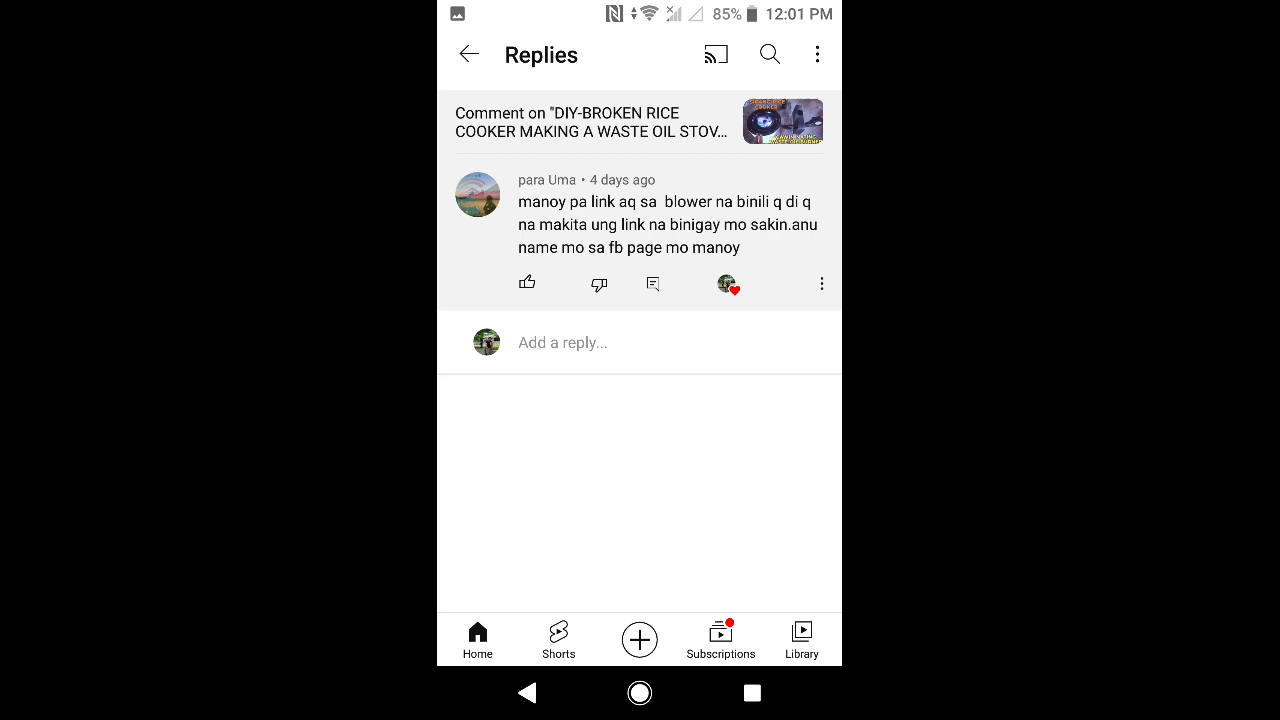 85% 12:01 PM
Replies
Comment on "DIY-BROKEN RICE
COOKER MAKING A WASTE OIL STOV...
para Uma • 4 days ago
manoy pa link aq sa  blower na binili q di q
na makita ung link na binigay mo sakin.anu
name mo sa fb page mo manoy
Add a reply...
Home Shorts Subscriptions Library